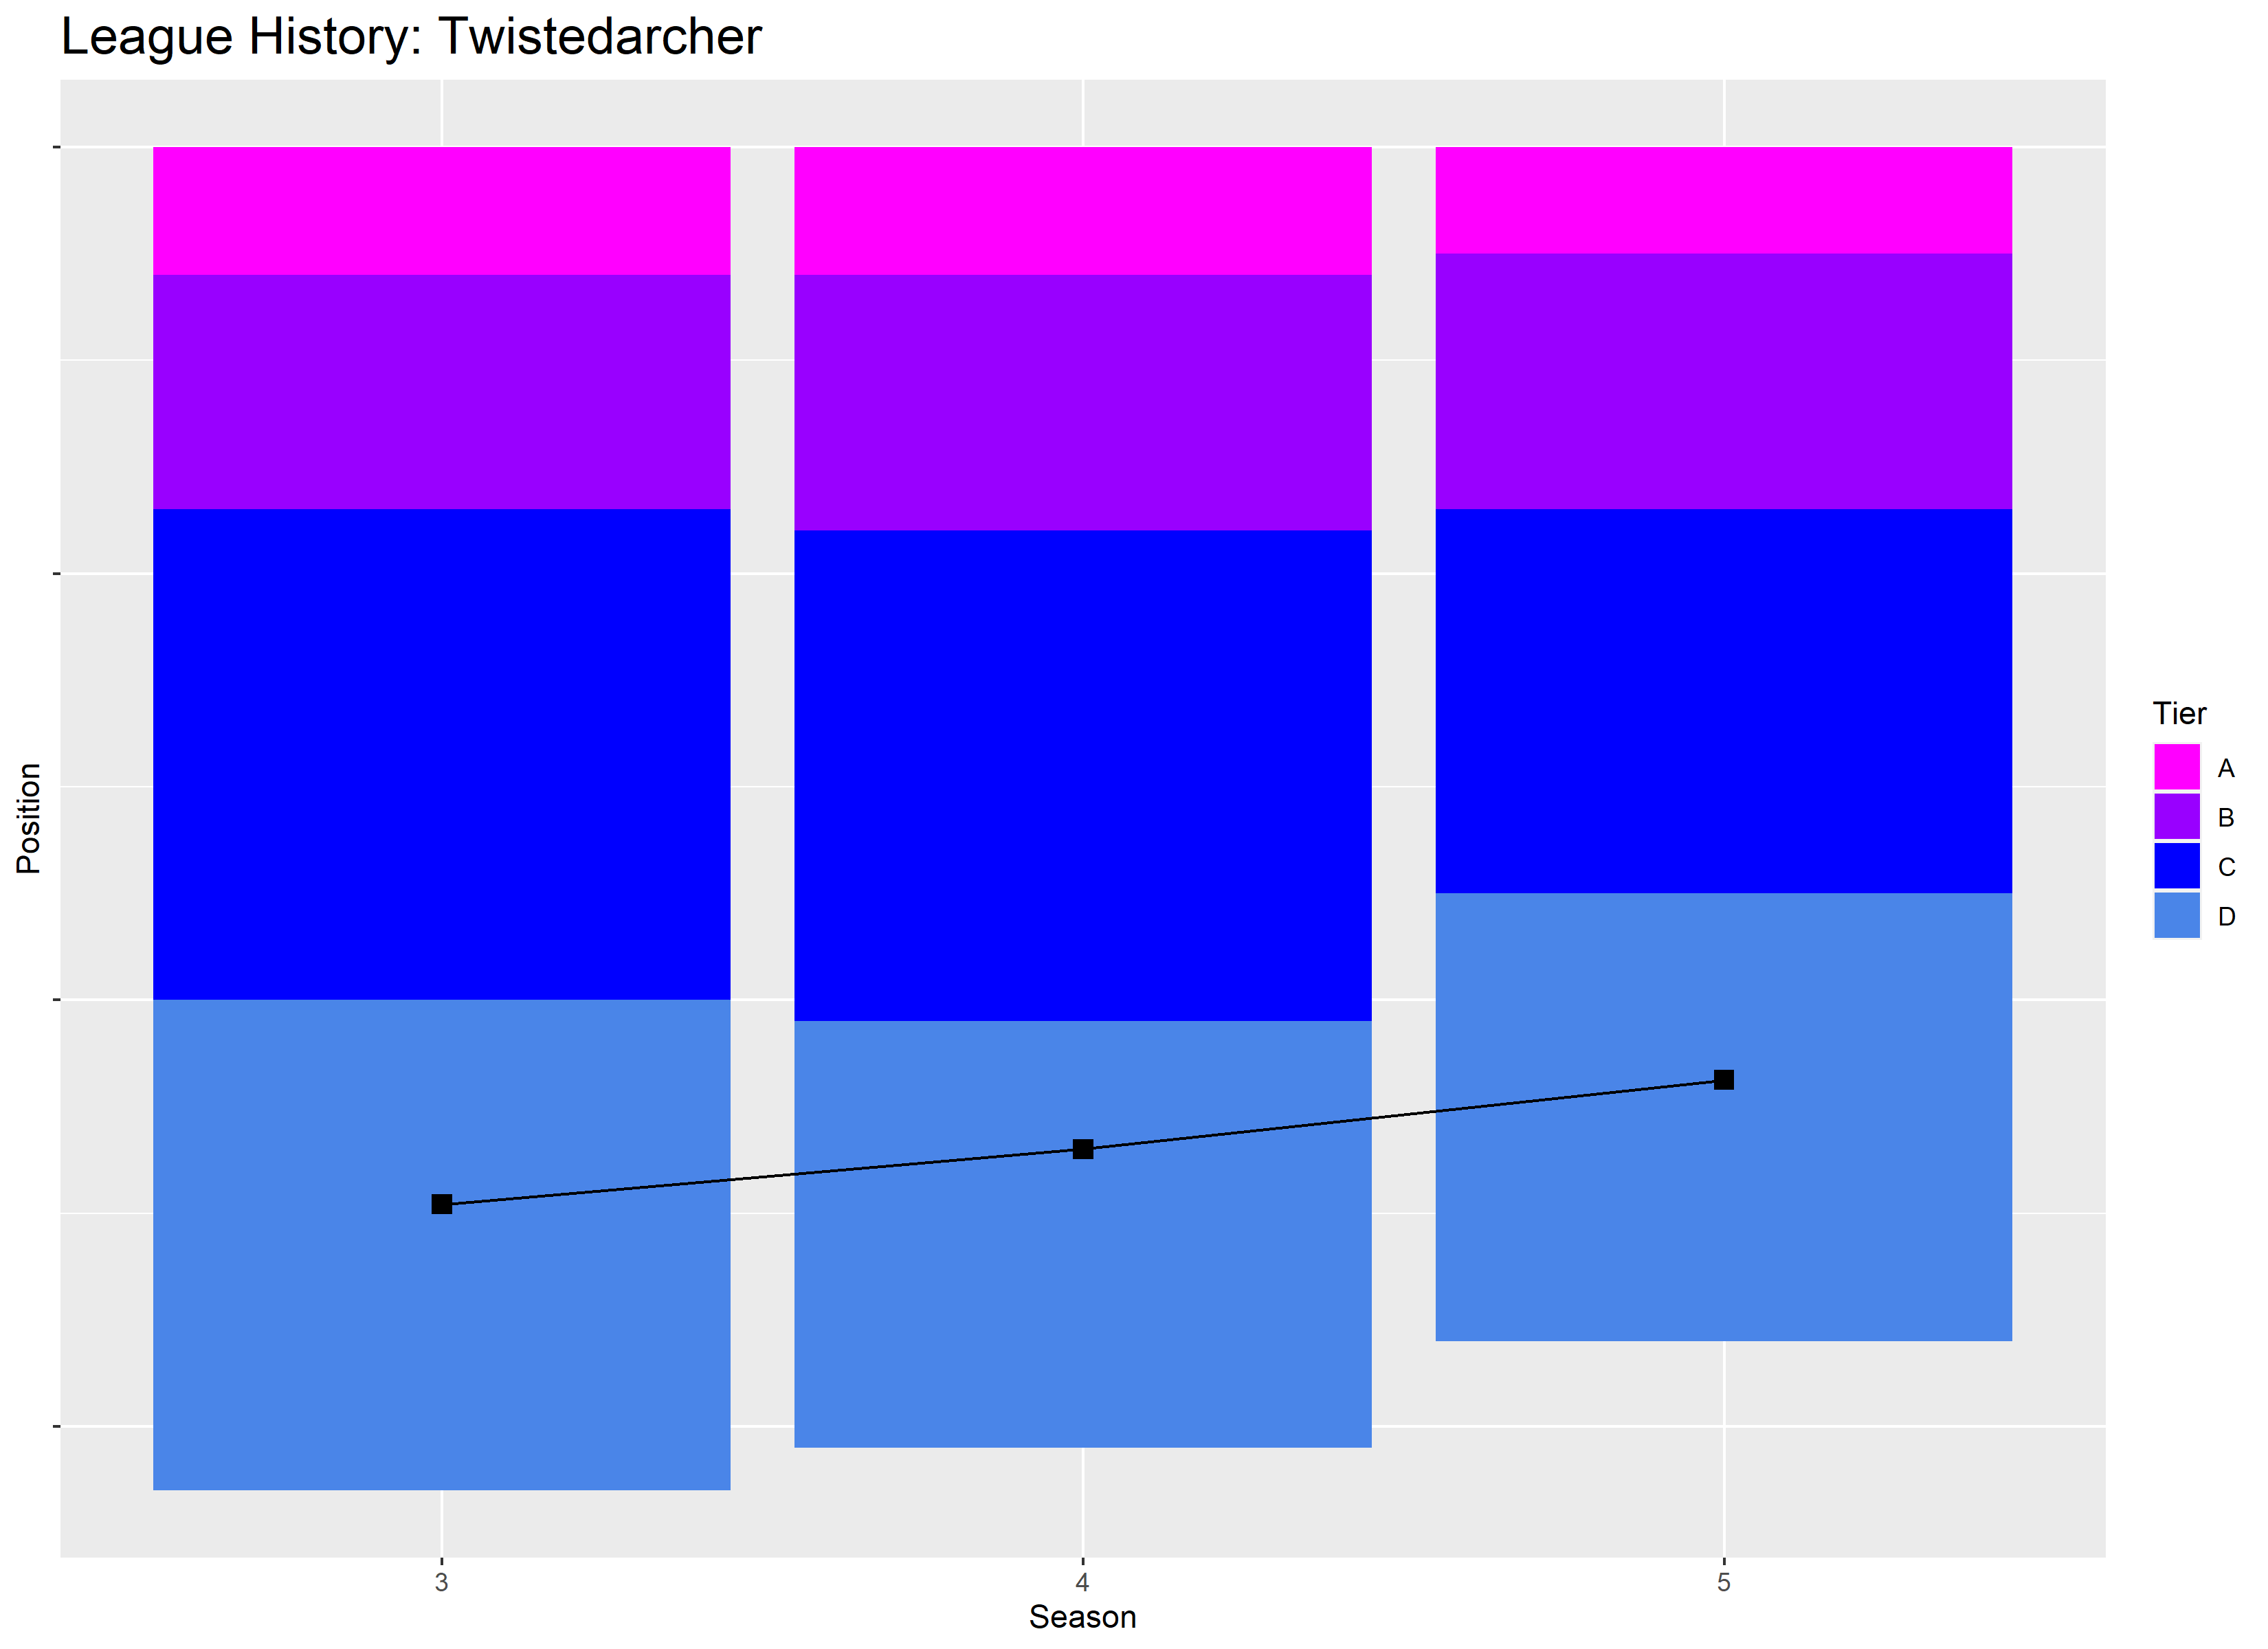 League History: Twistedarcher
Position
3
4
5
Season
Tier
A
B
C
D